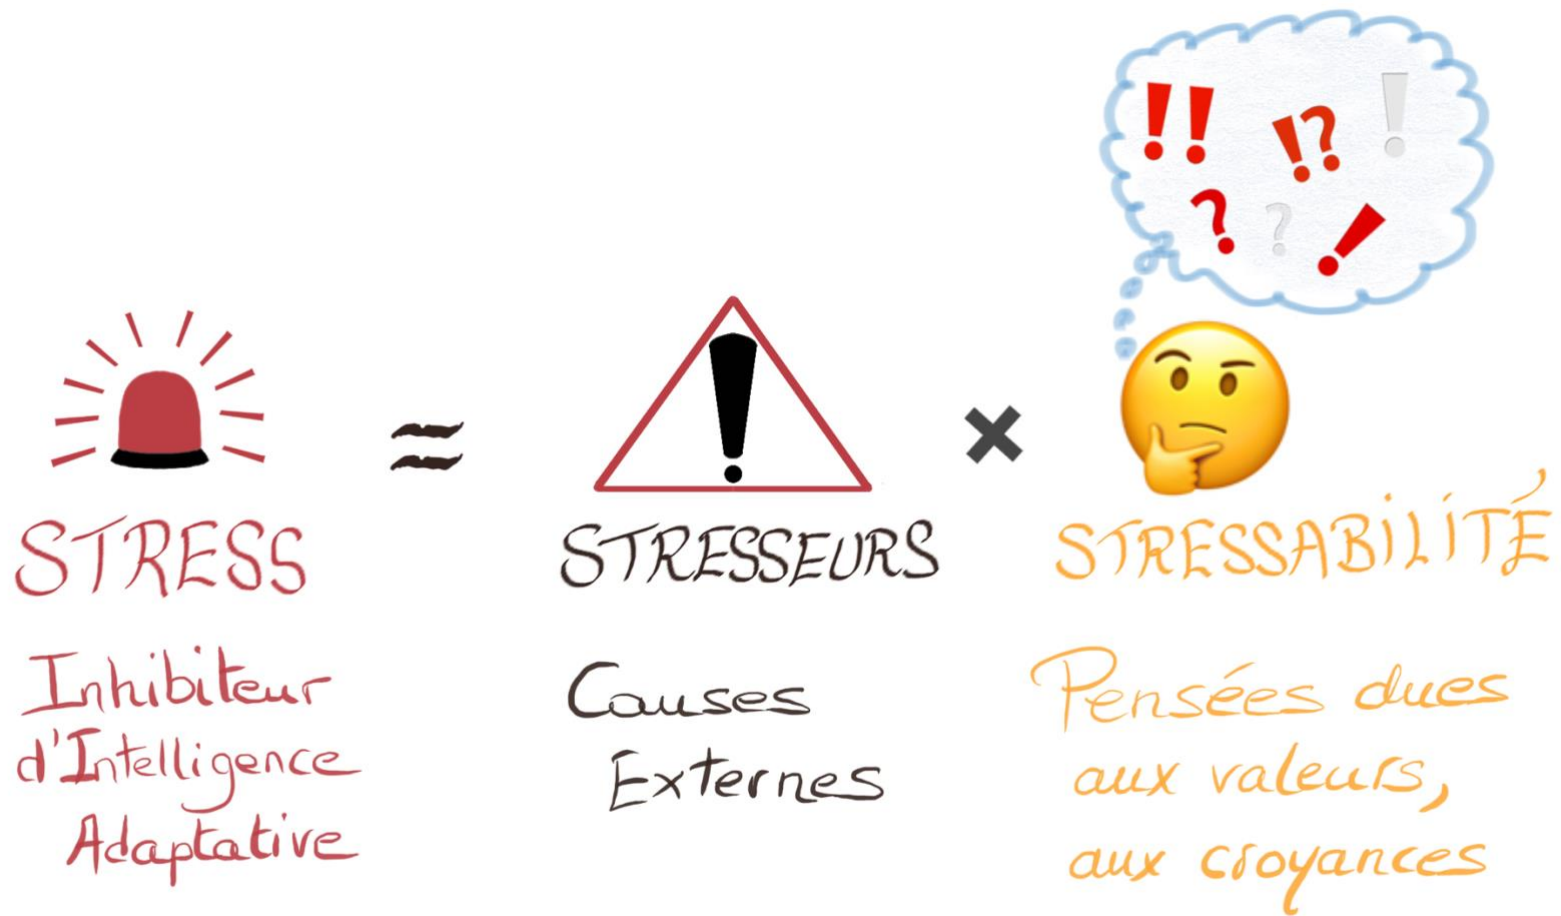 !! !? !
? ? !
!
= ×
STRESS STRESSEURS STRESSABILITÉ
Inhibiteur
d'Intelligence
Adaptative
Causes
Externes
Pensées dues
aux valeurs,
aux croyances